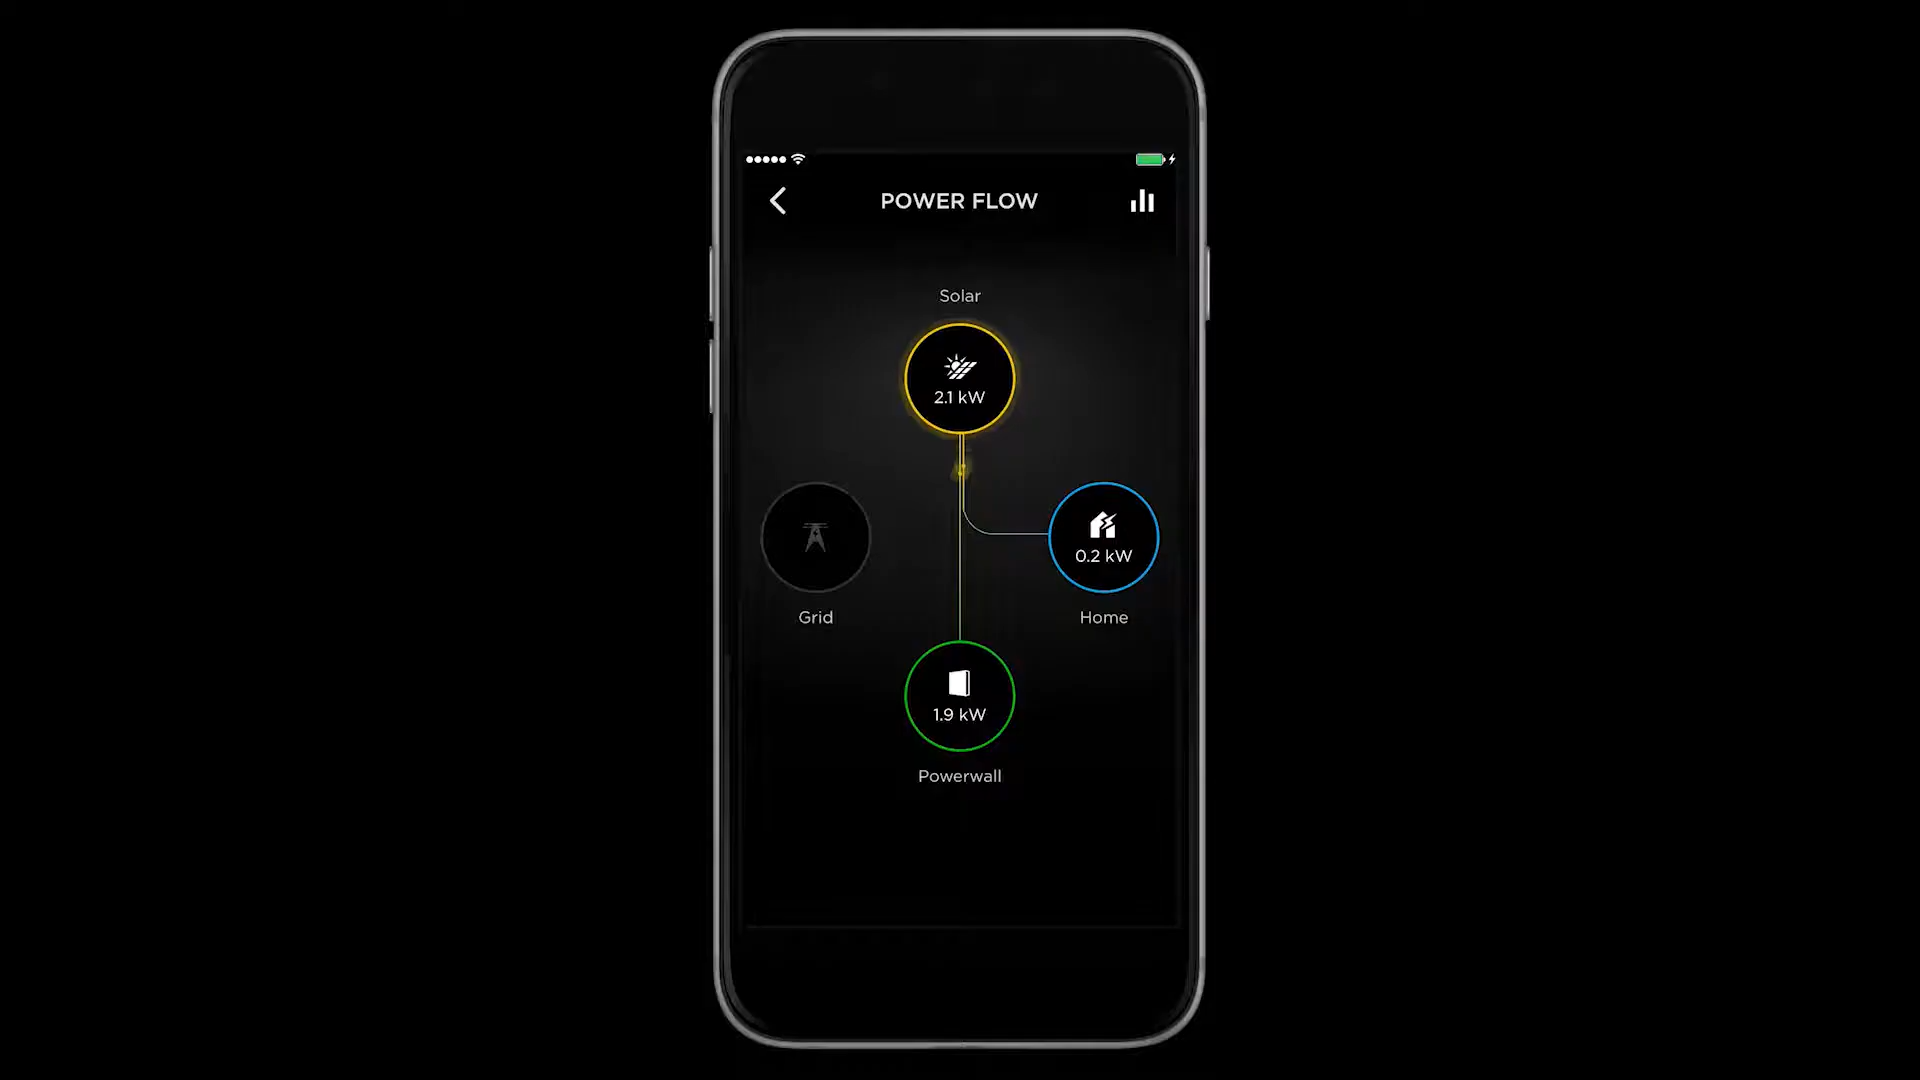 POWER FLOW
Solar
2.1 kW
0.2 kW
Grid
Home
1.9 kW
Powerwall